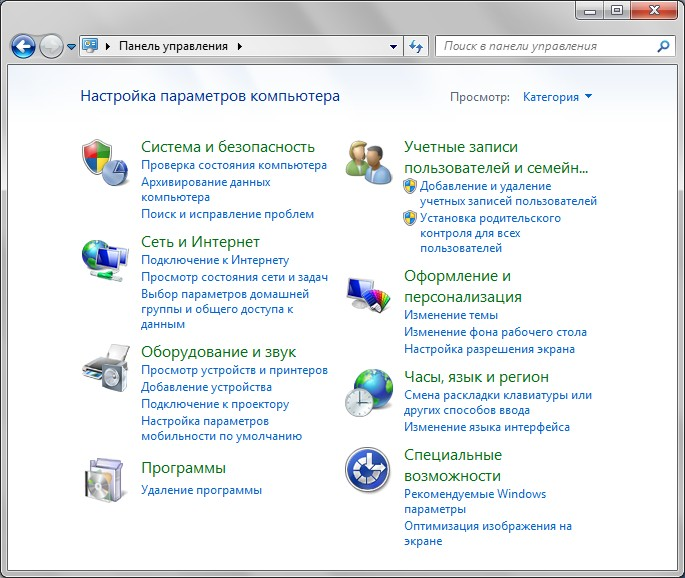 Панель управления
Поиск в панели управления
Настройка параметров компьютера
Просмотр: Категория
Система и безопасность
Проверка состояния компьютера
Архивирование данных
компьютера
Поиск и исправление проблем
Сеть и Интернет
Подключение к Интернету
Просмотр состояния сети и задач
Выбор параметров домашней
группы и общего доступа к
данным
Оборудование и звук
Просмотр устройств и принтеров
Добавление устройства
Подключение к проектору
Настройка параметров
мобильности по умолчанию
Программы
Удаление программы
Учетные записи
пользователей и семейн...
Добавление и удаление
учетных записей пользователей
Установка родительского
контроля для всех
пользователей
Оформление и
персонализация
Изменение темы
Изменение фона рабочего стола
Настройка разрешения экрана
Часы, язык и регион
Смена раскладки клавиатуры или
других способов ввода
Изменение языка интерфейса
Специальные
возможности
Рекомендуемые Windows
параметры
Оптимизация изображения на
экране